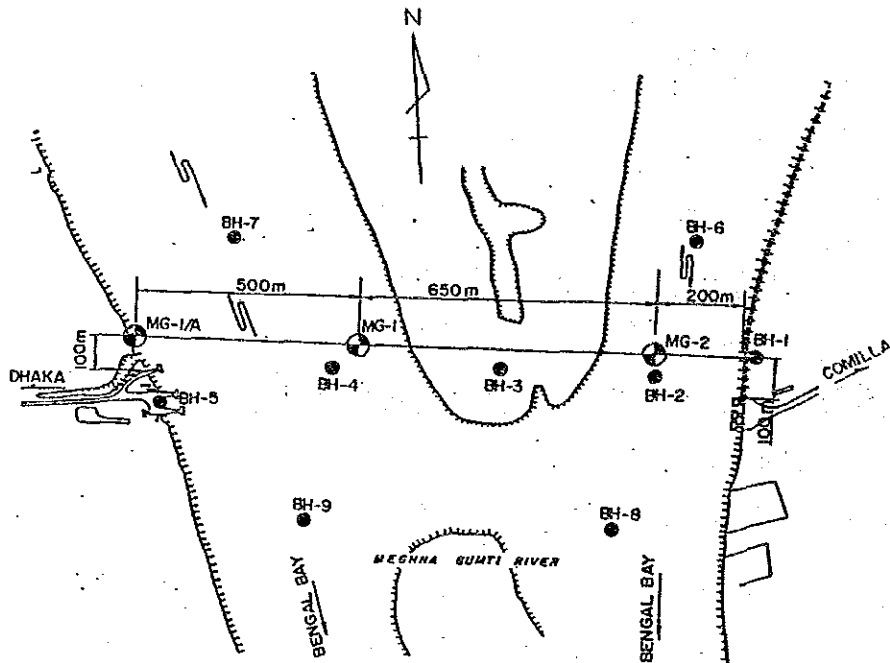 N
BH-7
BH-6
500m
650m
200m
MG-1/A
MG-1
MG-2
BH-1
100m
DHAKA
BH-4
BH-3
BH-2
COMILLA
BH-5
100
BH-9
BH-8
MEGHNA GUMTI RIVER
BENGAL BAY
BENGAL BAY